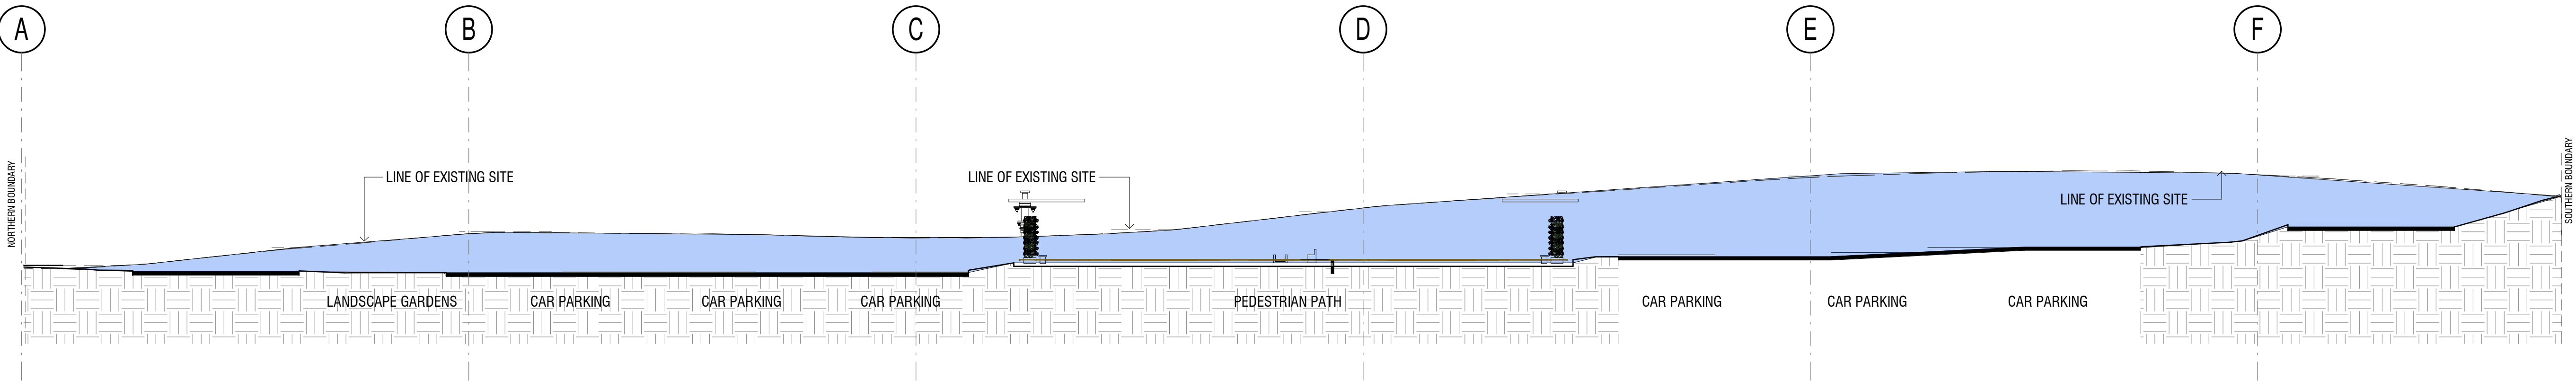 A
B
C
D
E
F
NORTHERN BOUNDARY
LINE OF EXISTING SITE
LINE OF EXISTING SITE
LINE OF EXISTING SITE
SOUTHERN BOUNDARY
LANDSCAPE GARDENS
CAR PARKING
CAR PARKING
CAR PARKING
PEDESTRIAN PATH
CAR PARKING
CAR PARKING
CAR PARKING